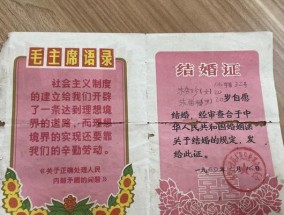 毛主席语录
社会主义制度
的建立给我们开辟
了一条达到理想境
界的道路，而理想
境界的实现还要靠
我们的辛勤劳动。
《关于正确处理人民
内部矛盾的问题》
结婚证
岁自愿
结婚，经审查合于中
华人民共和国婚姻法
关于结婚的规定，发
给此证。